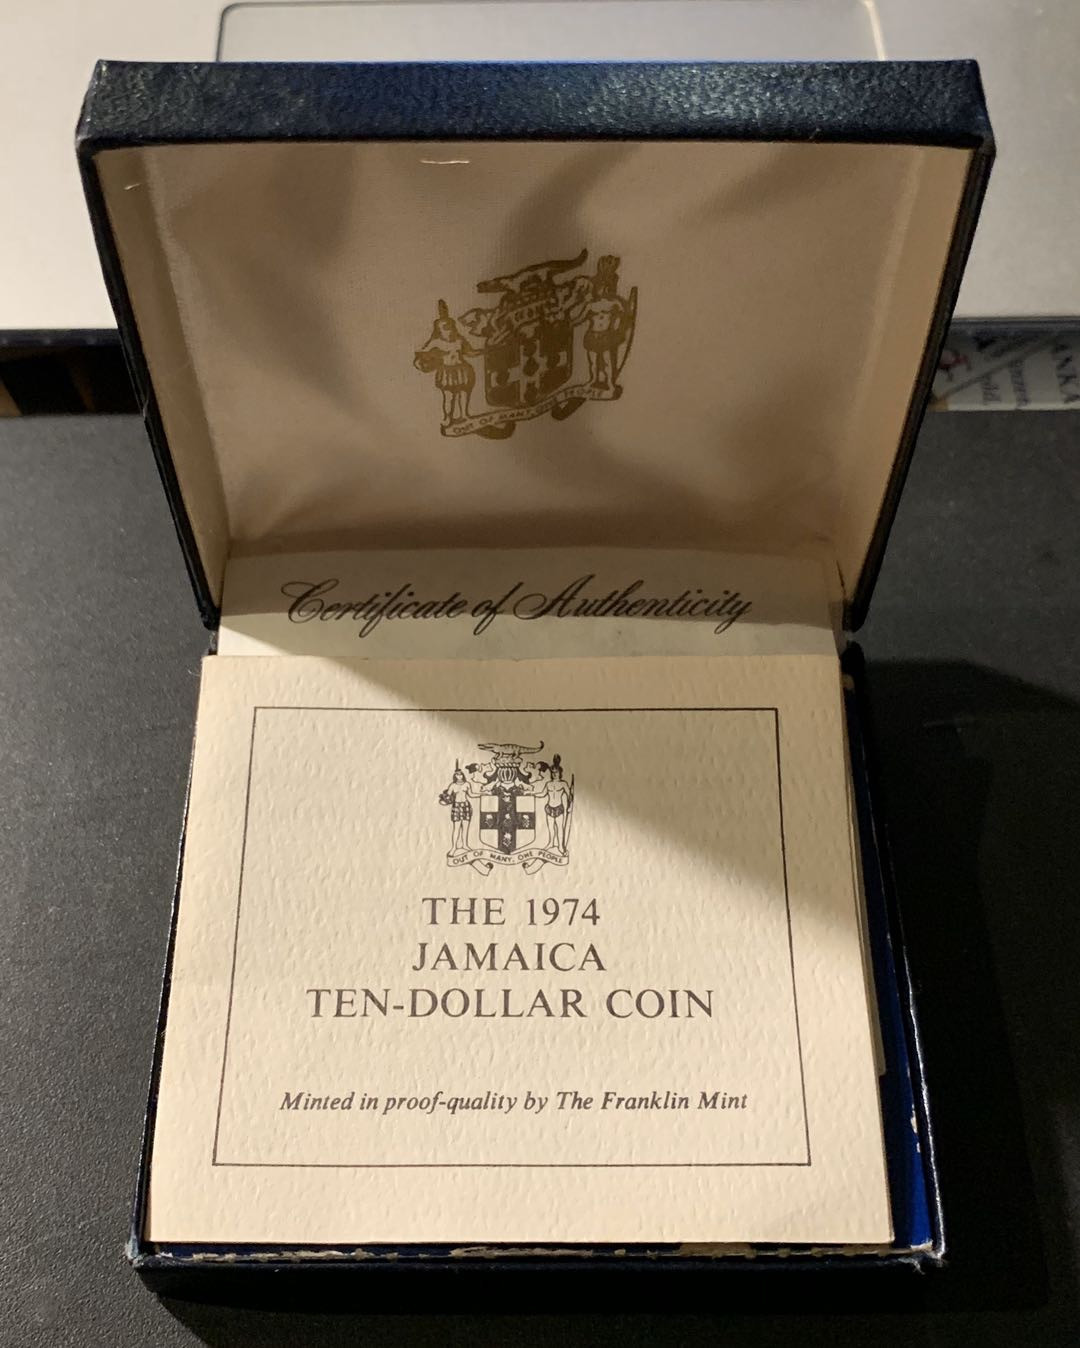 OUT OF MANY, ONE PEOPLE
Certificate of Authenticity
OUT OF MANY, ONE PEOPLE
THE 1974
JAMAICA
TEN-DOLLAR COIN
Minted in proof-quality by The Franklin Mint